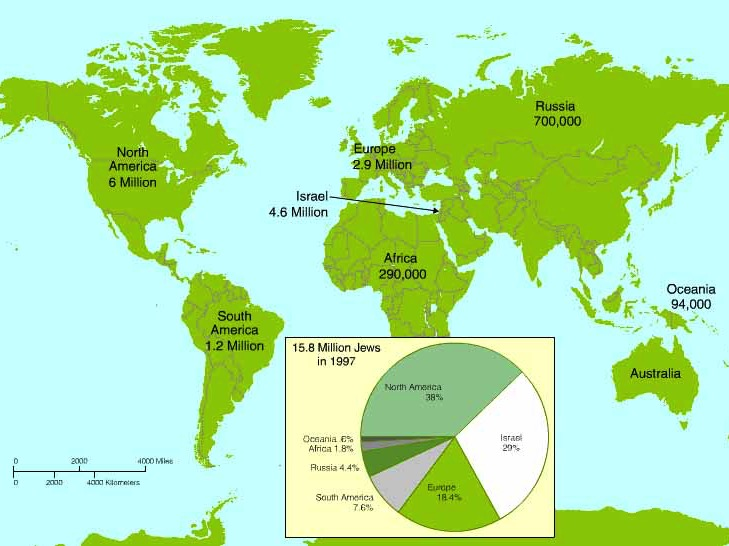 Russia
700,000
North
America
6 Million
Europe
2.9 Million
Israel
4.6 Million
Africa
290,000
Oceania
94,000
South
America
1.2 Million
Australia
15.8 Million Jews
in 1997
North America
38%
Israel
29%
Oceania .6%
Africa 1.8%
Russia 4.4%
Europe
18.4%
South America
7.6%
0 2000 4000 Miles
0 2000 4000 Kilometers